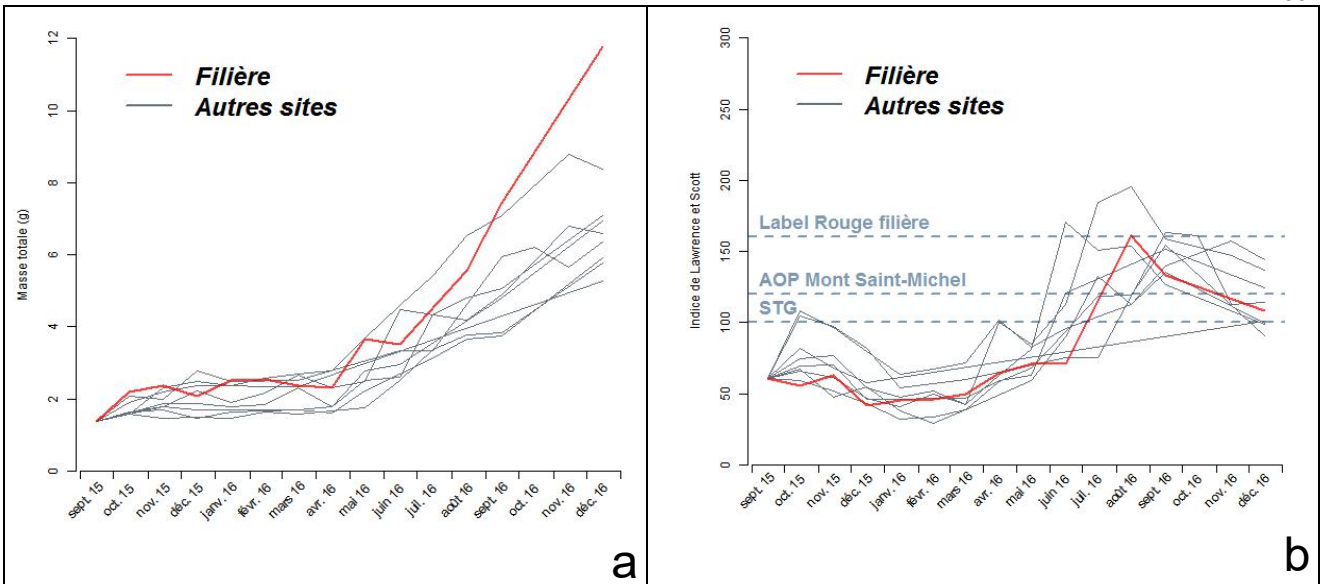 12
10
8
6
4
2
0
Masse totale (g)
Filière
Autres sites
sept. 15
oct. 15
nov. 15
déc. 15
janv. 16
févr. 16
mars 16
avr. 16
mai 16
juin 16
juil. 16
août 16
sept. 16
oct. 16
nov. 16
déc. 16
a
300
250
200
150
100
50
0
Indice de Lawrence et Scott
Filière
Autres sites
Label Rouge filière
AOP Mont Saint-Michel
STG
sept. 15
oct. 15
nov. 15
déc. 15
janv. 16
févr. 16
mars 16
avr. 16
mai 16
juin 16
juil. 16
août 16
sept. 16
oct. 16
nov. 16
déc. 16
b